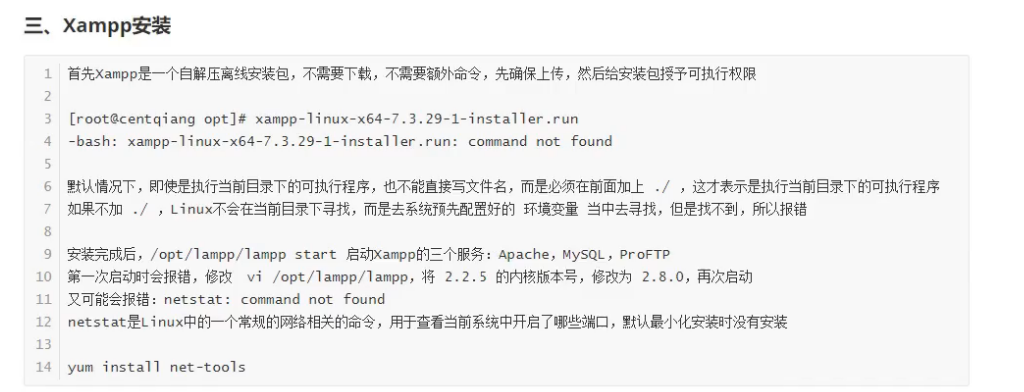 三、Xampp安装
1 首先Xampp是一个自解压离线安装包，不需要下载，不需要额外命令，先确保上传，然后给安装包授予可执行权限
2
3 [root@centqiang opt]# xampp-linux-x64-7.3.29-1-installer.run
4 -bash: xampp-linux-x64-7.3.29-1-installer.run: command not found
5
6 默认情况下，即使是执行当前目录下的可执行程序，也不能直接写文件名，而是必须在前面加上 ./ ，这才表示是执行当前目录下的可执行程序
7 如果不加 ./ ，Linux不会在当前目录下寻找，而是去系统预先配置好的 环境变量 当中去寻找，但是找不到，所以报错
8
9 安装完成后，/opt/lampp/lampp start 启动Xampp的三个服务：Apache，MySQL，ProFTP
10 第一次启动时会报错，修改 vi /opt/lampp/lampp，将 2.2.5 的内核版本号，修改为 2.8.0，再次启动
11 又可能会报错：netstat: command not found
12 netstat是Linux中的一个常规的网络相关的命令，用于查看当前系统中开启了哪些端口，默认最小化安装时没有安装
13
14 yum install net-tools